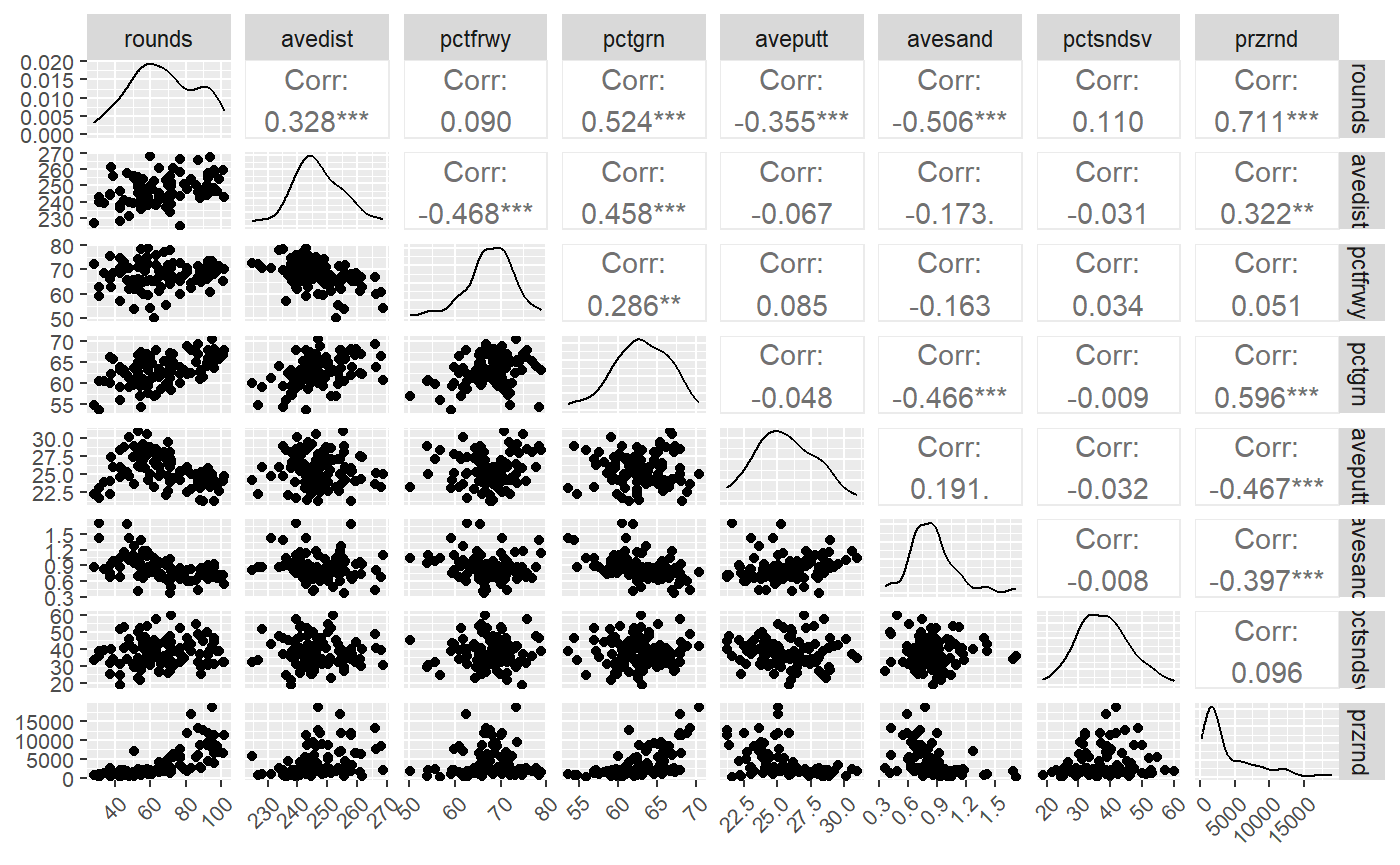 rounds avedist pctfrwy pctgrn aveputt avesand pctsndsv przrnd
0.020 Corr: Corr: Corr: Corr: Corr: Corr: Corr: rounds
0.015
0.010
0.005 0.328*** 0.090 0.524*** -0.355*** -0.506*** 0.110 0.711***
0.000
270 Corr: Corr: Corr: Corr: Corr: Corr: avedist
260
250
240 -0.468*** 0.458*** -0.067 -0.173. -0.031 0.322**
230
80 Corr: Corr: Corr: Corr: Corr: pctfrwy
70
60 0.286** 0.085 -0.163 0.034 0.051
50
70 Corr: Corr: Corr: Corr: pctgrn
65
60 -0.048 -0.466*** -0.009 0.596***
55
30.0 Corr: Corr: Corr: aveputt
27.5
25.0 0.191. -0.032 -0.467***
22.5
1.5 Corr: Corr: avesand
1.2
0.9
0.6 -0.008 -0.397***
0.3
60 Corr: pctsndsv
50
40
30 0.096
20
15000 przrnd
10000
5000
0
40 60 80 100 230 240 250 260 270 50 60 70 80 55 60 65 70 22.5 25.0 27.5 30.0 0.3 0.6 0.9 1.2 1.5 20 30 40 50 60 0 5000 10000 15000